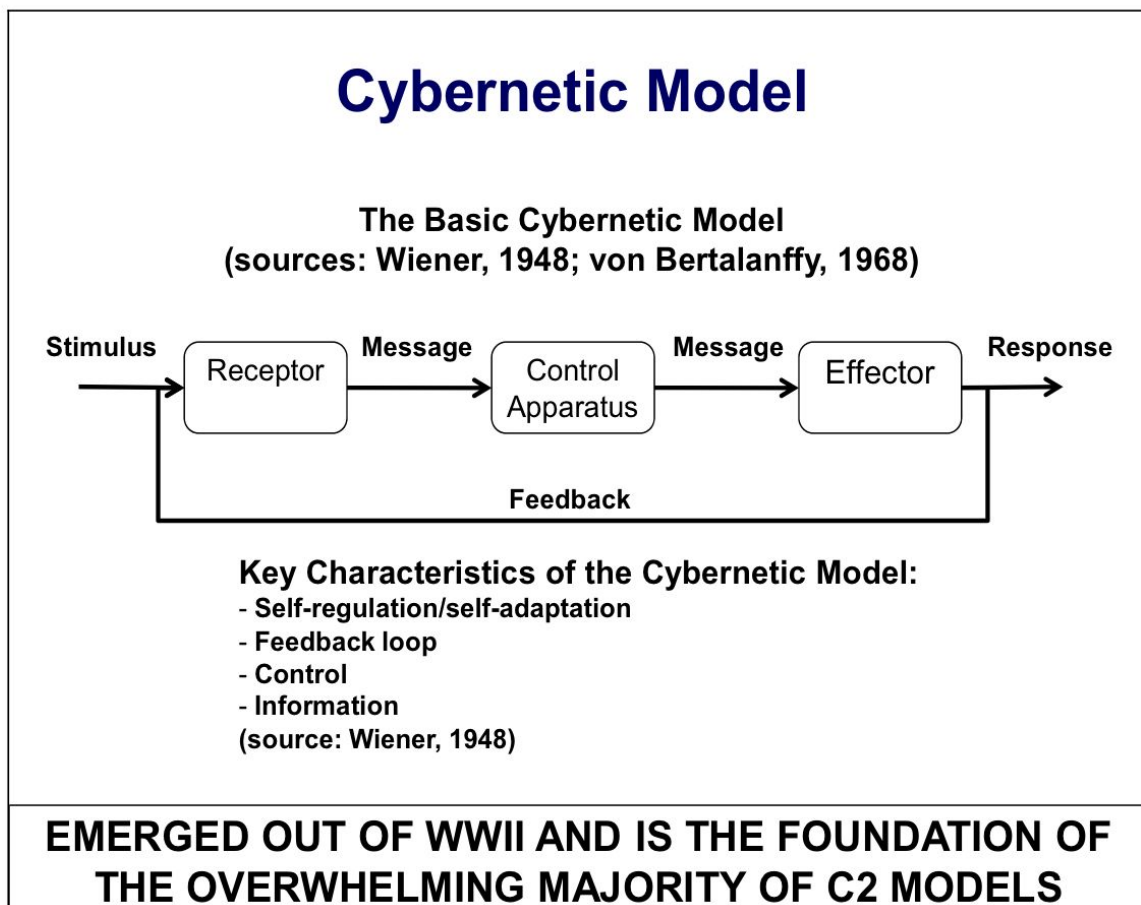 Cybernetic Model
The Basic Cybernetic Model
(sources: Wiener, 1948; von Bertalanffy, 1968)
Stimulus
Receptor
Message
Control
Apparatus
Message
Effector
Response
Feedback
Key Characteristics of the Cybernetic Model:
- Self-regulation/self-adaptation
- Feedback loop
- Control
- Information
(source: Wiener, 1948)
EMERGED OUT OF WWII AND IS THE FOUNDATION OF
THE OVERWHELMING MAJORITY OF C2 MODELS